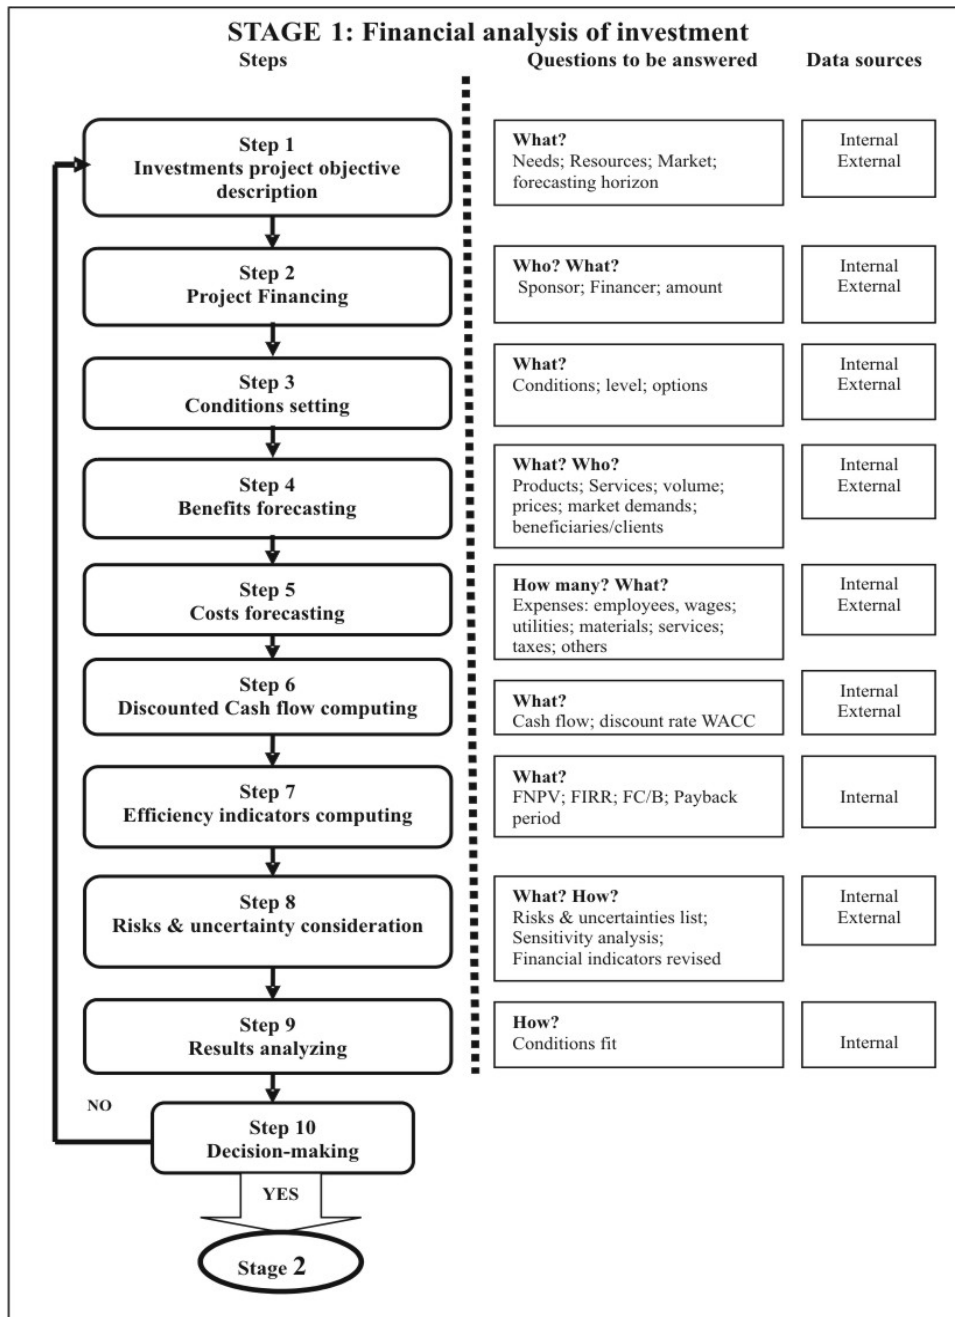 STAGE 1: Financial analysis of investment
Steps
Questions to be answered
Data sources
Step 1
Investments project objective
description
What?
Needs; Resources; Market;
forecasting horizon
Internal
External
Step 2
Project Financing
Who? What?
Sponsor; Financer; amount
Internal
External
Step 3
Conditions setting
What?
Conditions; level; options
Internal
External
Step 4
Benefits forecasting
What? Who?
Products; Services; volume;
prices; market demands;
beneficiaries/clients
Internal
External
Step 5
Costs forecasting
How many? What?
Expenses: employees, wages;
utilities; materials; services;
taxes; others
Internal
External
Step 6
Discounted Cash flow computing
What?
Cash flow; discount rate WACC
Internal
External
Step 7
Efficiency indicators computing
What?
FNPV; FIRR; FC/B; Payback
period
Internal
Step 8
Risks & uncertainty consideration
What? How?
Risks & uncertainties list;
Sensitivity analysis;
Financial indicators revised
Internal
External
Step 9
Results analyzing
How?
Conditions fit
Internal
NO
Step 10
Decision-making
YES
Stage 2